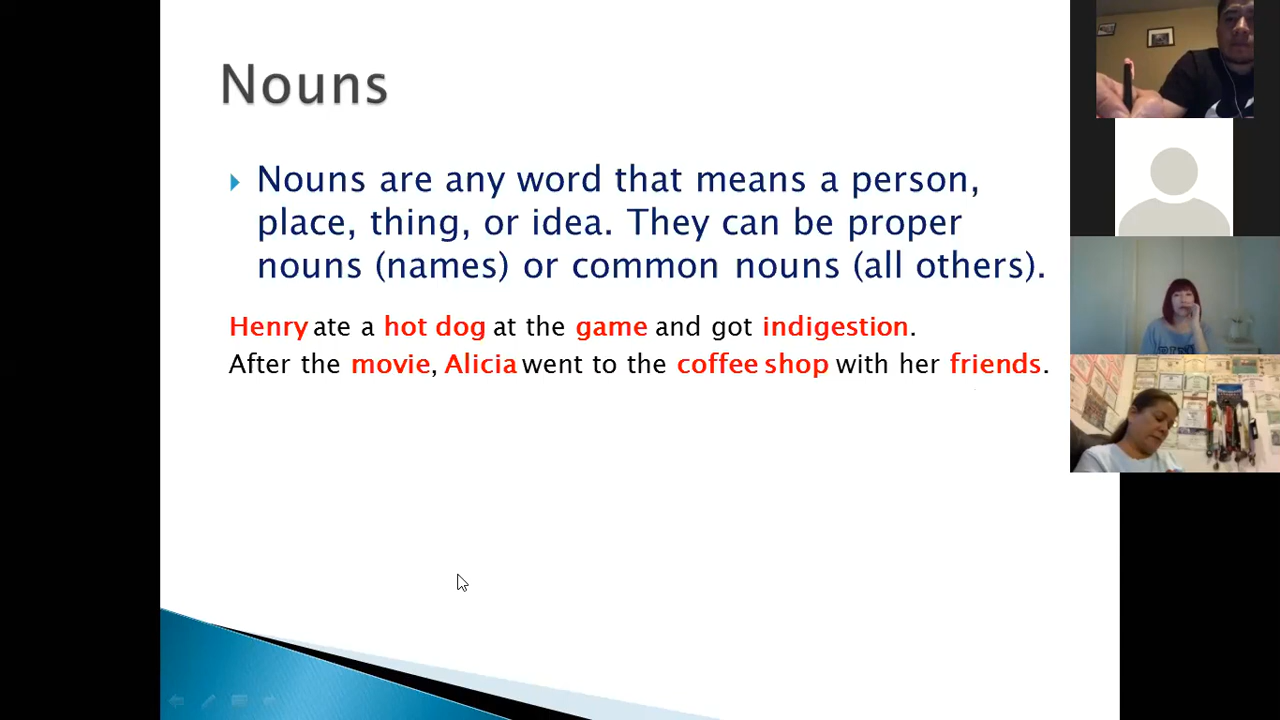 Nouns
Nouns are any word that means a person,
place, thing, or idea. They can be proper
nouns (names) or common nouns (all others).
Henry ate a hot dog at the game and got indigestion.
After the movie, Alicia went to the coffee shop with her friends.